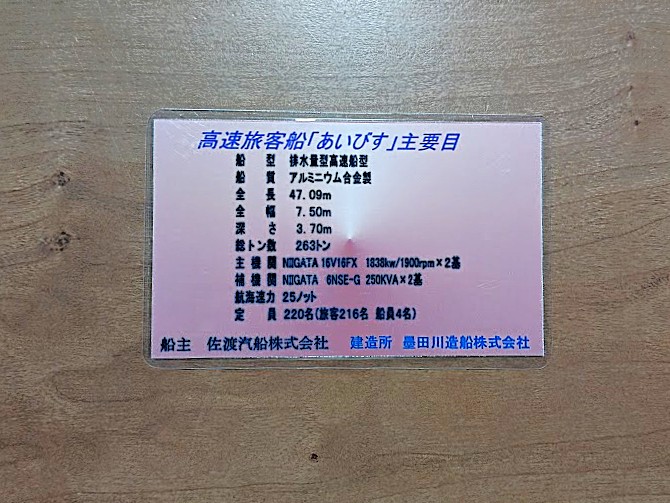 高速旅客船「あいびす」主要目
船型 排水量型高速船型
船質 アルミニウム合金製
全長 47.09m
全幅 7.50m
深さ 3.70m
総トン数 263トン
主機関 NIIGATA 16V16FX 1838kw/1900rpm×2基
補機関 NIIGATA 6NSE-G 250KVA×2基
航海速力 25ノット
定員 220名(旅客216名 船員4名)
船主 佐渡汽船株式会社 建造所 墨田川造船株式会社